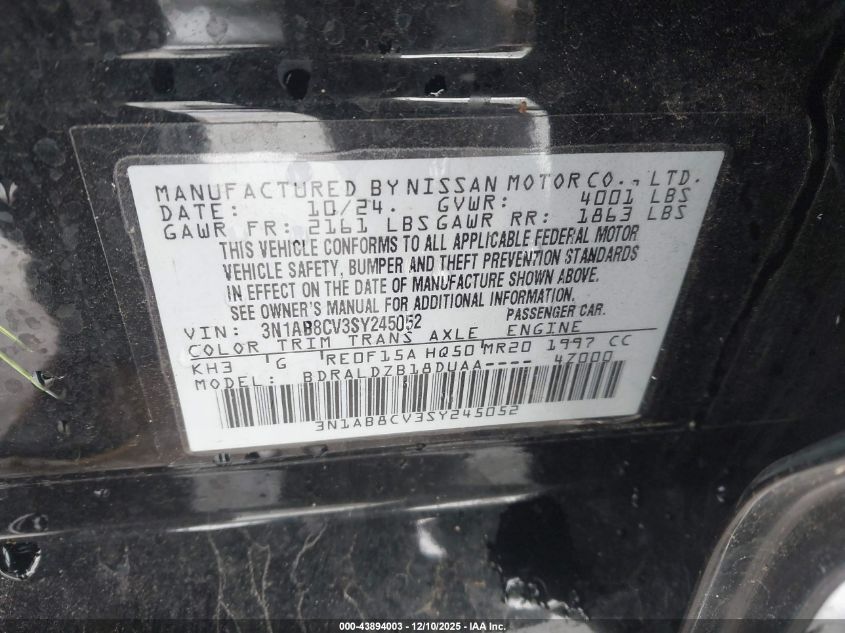 MANUFACTURED BY NISSAN MOTOR CO., LTD.
DATE: 10/24. GVWR: 4001 LBS
GAWR FR: 2161 LBS GAWR RR: 1863 LBS
THIS VEHICLE CONFORMS TO ALL APPLICABLE FEDERAL MOTOR
VEHICLE SAFETY, BUMPER AND THEFT PREVENTION STANDARDS
IN EFFECT ON THE DATE OF MANUFACTURE SHOWN ABOVE.
SEE OWNER'S MANUAL FOR ADDITIONAL INFORMATION.
VIN: 3N1AB8CV3SY245052 PASSENGER CAR.
COLOR TRIM TRANS AXLE ENGINE
KH3 G RE0F15A HQ50 MR20 1997 CC
MODEL: BDRALDZB18DUAA---- 47000
3N1AB8CV3SY245052
000-43894003 - 12/10/2025 - IAA Inc.